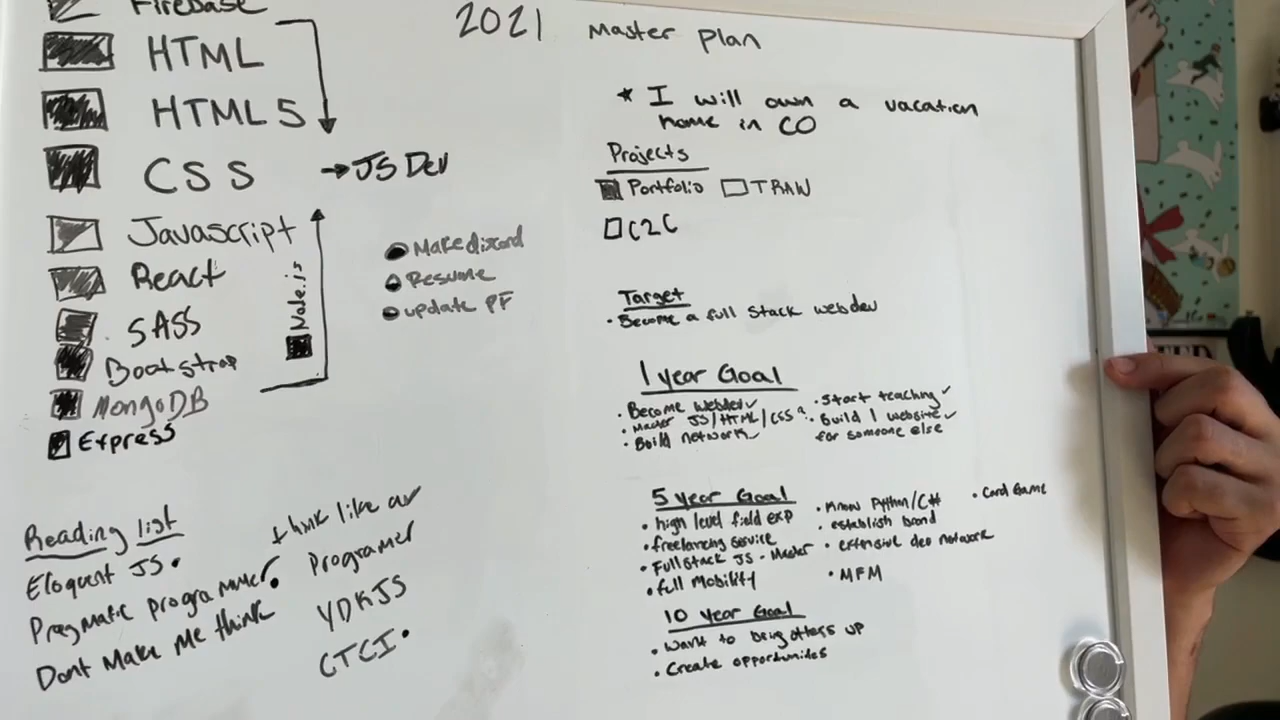 Firebase
HTML
HTML5
CSS
→JS Dev
Javascript
React
SASS
Bootstrap
MongoDB
Express
Node.js
Make discord
Resume
update PF
Reading list
Eloquent JS
Pragmatic programmer
Dont Make Me think
think like a
Programer
YDKJS
CTCI
2021 Master Plan
* I will own a vacation
home in CO
Projects
Portfolio TRAW
C2C
Target
Become a full stack webdev
1 year Goal
Become webdev ✓
Master JS/HTML/CSS
Build network ✓
Start teaching ✓
Build 1 website ✓
for someone else
5 year Goal
high level field exp
freelancing service
Fullstack JS - Master
full Mobility
Know Python/C#
establish
extensive dev network
MFM
Card Game
10 year Goal
Want to bring others up
Create opportunities